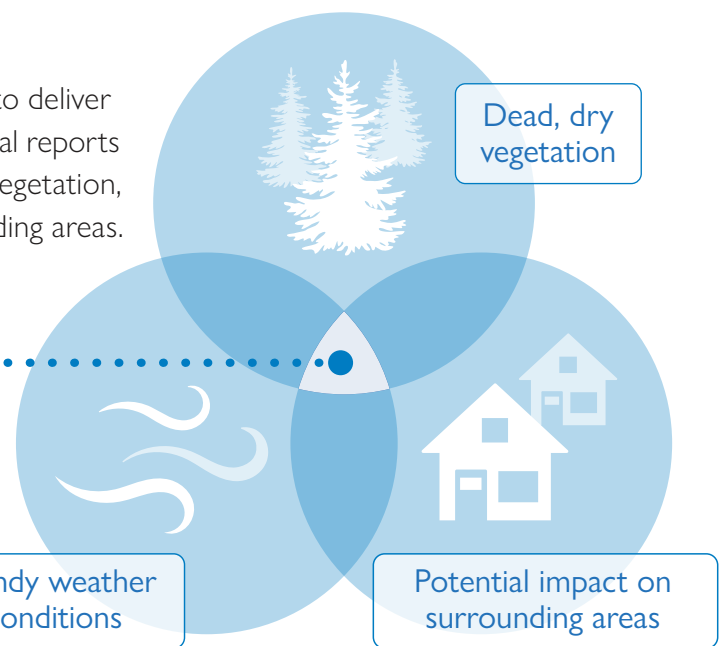 to deliver
al reports
egetation,
ding areas.
Dead, dry
vegetation
ndy weather
onditions
Potential impact on
surrounding areas